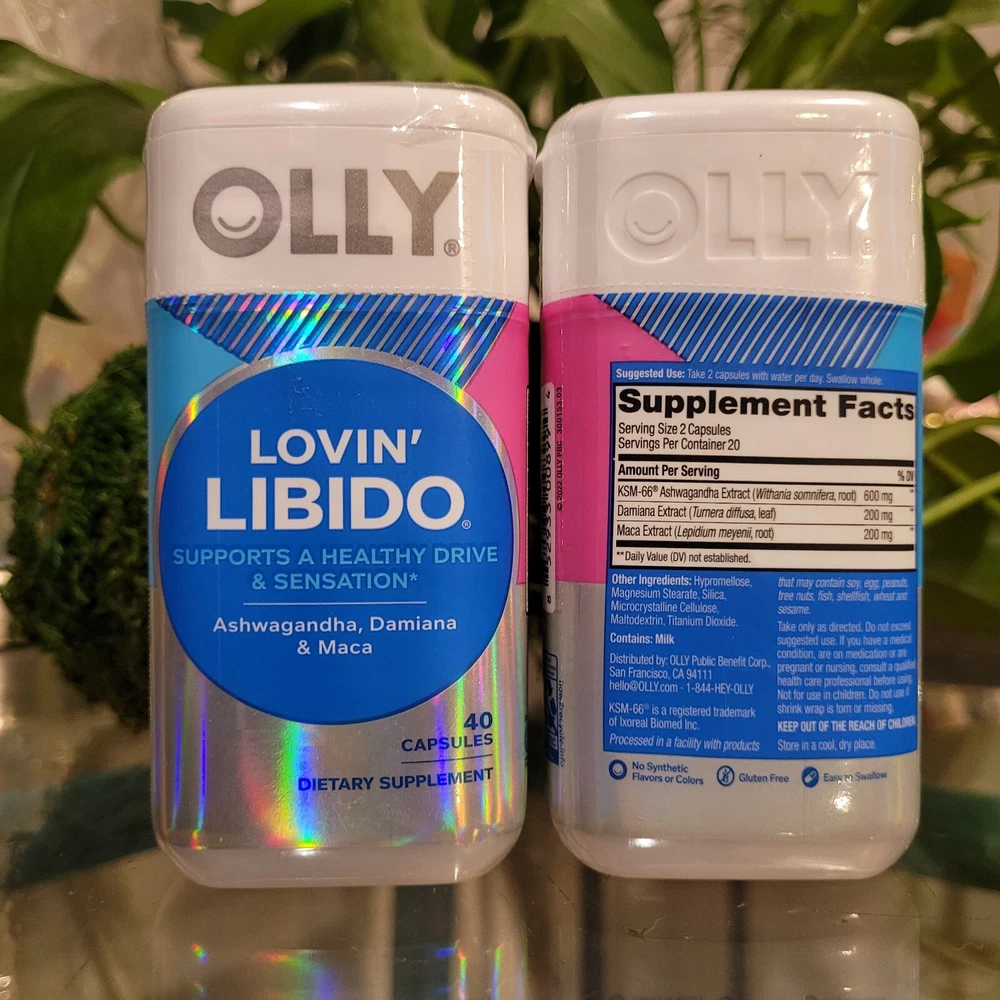 OLLY®
LOVIN'
LIBIDO®
SUPPORTS A HEALTHY DRIVE
& SENSATION*
Ashwagandha, Damiana
& Maca
40
CAPSULES
DIETARY SUPPLEMENT
OLLY®
Suggested Use: Take 2 capsules with water per day. Swallow whole.
Supplement Facts
Serving Size 2 Capsules
Servings Per Container 20
Amount Per Serving % DV
KSM-66® Ashwagandha Extract (Withania somnifera, root) 600 mg **
Damiana Extract (Turnera diffusa, leaf) 200 mg **
Maca Extract (Lepidium meyenii, root) 200 mg **
**Daily Value (DV) not established.
Other Ingredients: Hypromellose,
Magnesium Stearate, Silica,
Microcrystalline Cellulose,
Maltodextrin, Titanium Dioxide.
Contains: Milk
Distributed by: OLLY Public Benefit Corp.,
San Francisco, CA 94111
hello@OLLY.com · 1-844-HEY-OLLY
KSM-66® is a registered trademark
of Ixoreal Biomed Inc.
Processed in a facility with products
that may contain soy, egg, peanuts,
tree nuts, fish, shellfish, wheat and
sesame.
Take only as directed. Do not exceed
suggested use. If you have a medical
condition, are on medication or are
pregnant or nursing, consult a qualified
health care professional before using.
Not for use in children. Do not use if
shrink wrap is torn or missing.
KEEP OUT OF THE REACH OF CHILDREN.
Store in a cool, dry place.
No Synthetic
Flavors or Colors
Gluten Free
Easy to Swallow
© 2022 OLLY PBC 300153.01